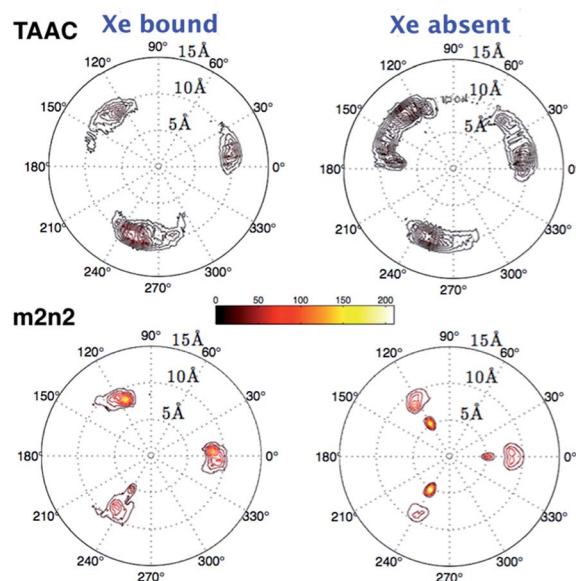 Xe bound Xe absent
TAAC
90° 15Å 90° 15Å
120° 60° 120° 60°
10Å 10Å
150° 30° 150° 30°
5Å 5Å
180° 0° 180° 0°
210° 330° 210° 330°
240° 300° 240° 300°
270° 270°
0 50 100 150 200
m2n2
90° 15Å 90° 15Å
120° 60° 120° 60°
10Å 10Å
150° 30° 150° 30°
5Å 5Å
180° 0° 180° 0°
210° 330° 210° 330°
240° 300° 240° 300°
270° 270°